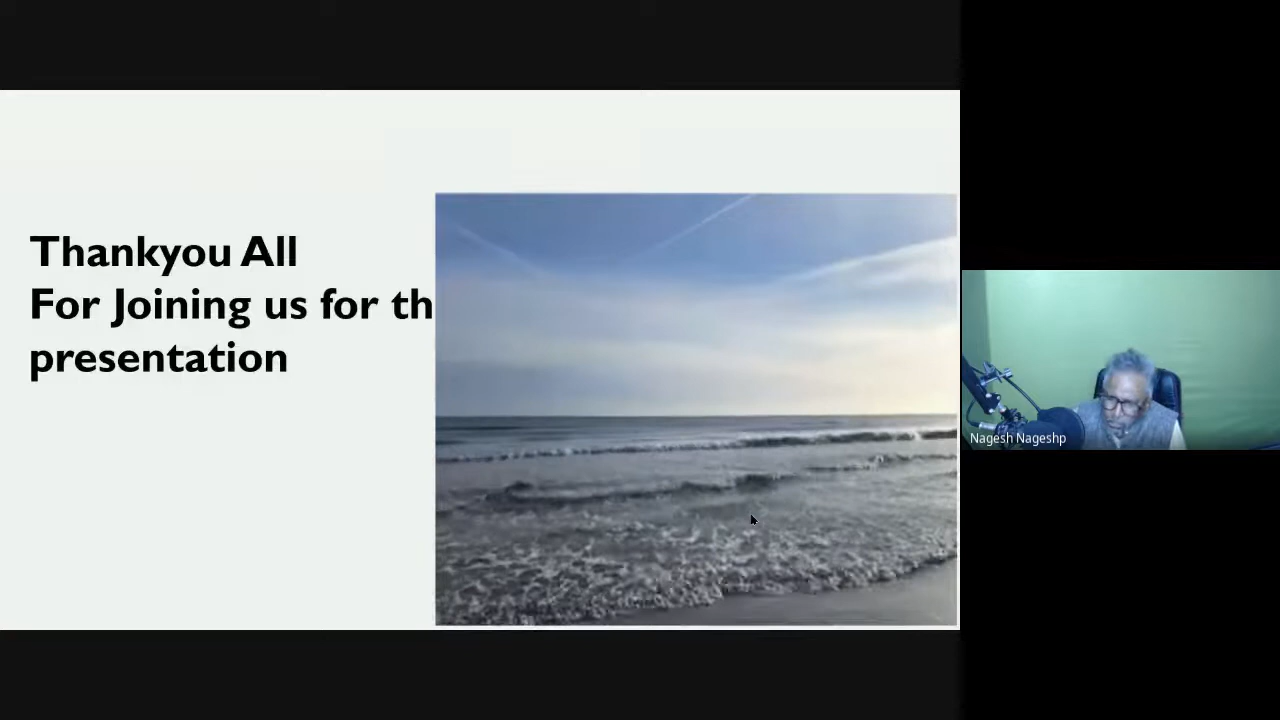 Thankyou All
For Joining us for th
presentation
Nagesh Nageshp